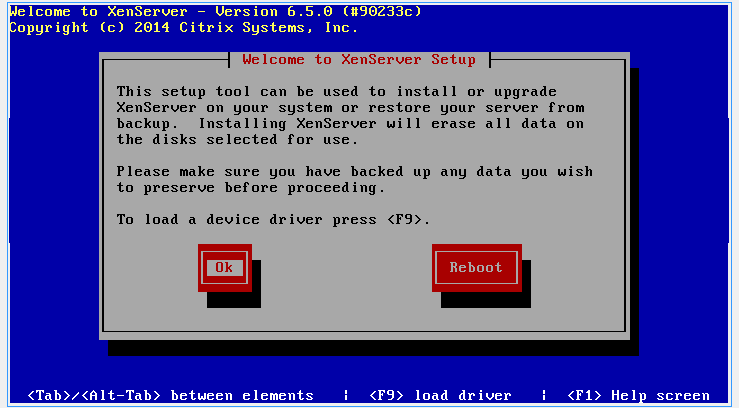 Welcome to XenServer - Version 6.5.0 (#90233c)
Copyright (c) 2014 Citrix Systems, Inc.
Welcome to XenServer Setup
This setup tool can be used to install or upgrade
XenServer on your system or restore your server from
backup.  Installing XenServer will erase all data on
the disks selected for use.
Please make sure you have backed up any data you wish
to preserve before proceeding.
To load a device driver press <F9>.
Ok Reboot
<Tab>/<Alt-Tab> between elements | <F9> load driver | <F1> Help screen